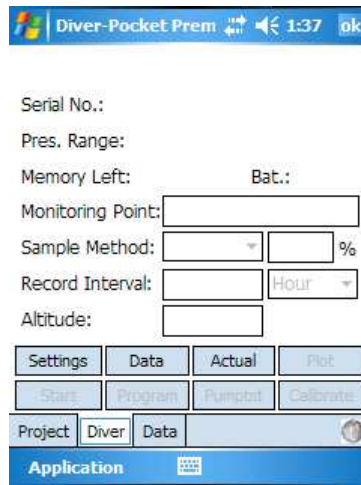 Diver-Pocket Prem 1:37 ok
Serial No.:
Pres. Range:
Memory Left: Bat.:
Monitoring Point:
Sample Method: %
Record Interval: Hour
Altitude:
Settings Data Actual Plot
Start Program Pumptst Calibrate
Project Diver Data
Application